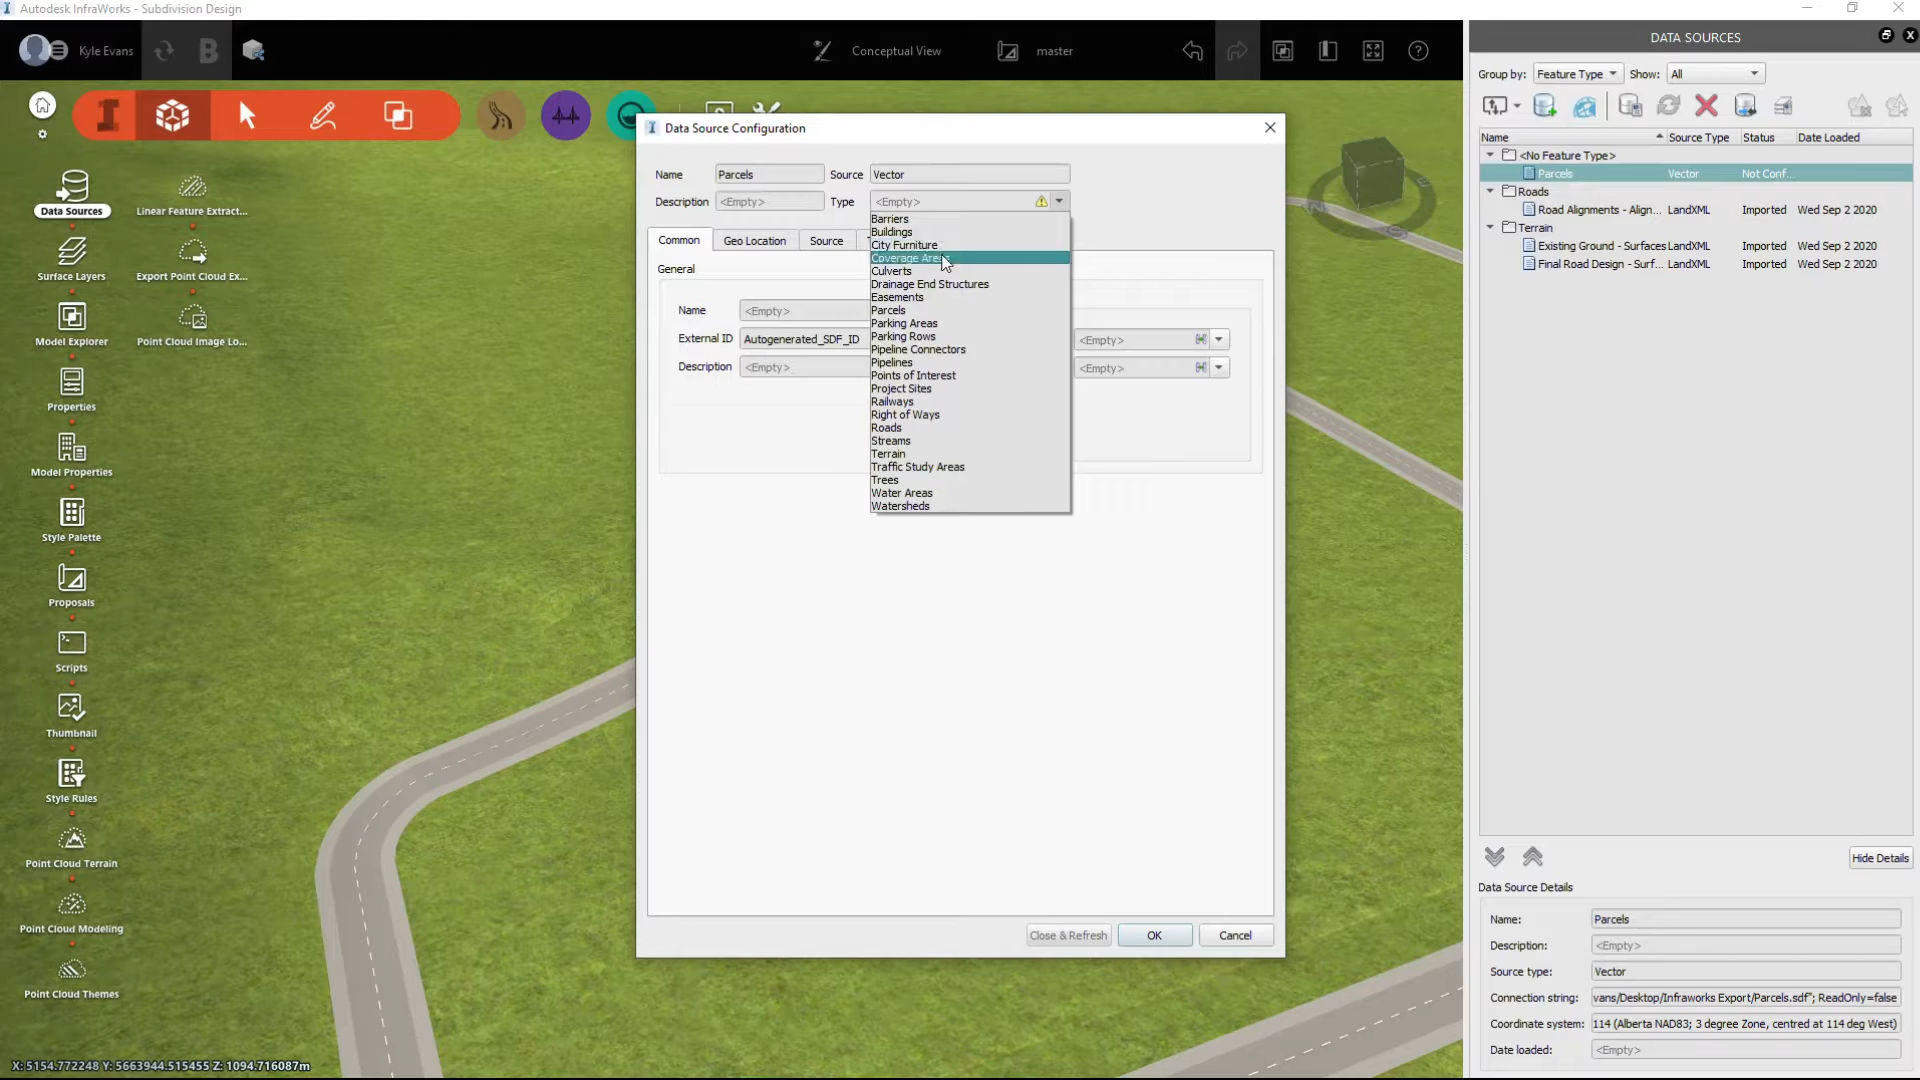 Autodesk InfraWorks - Subdivision Design
Kyle Evans
Conceptual View
master
Data Sources
Linear Feature Extract...
Surface Layers
Export Point Cloud Ex...
Model Explorer
Point Cloud Image Lo...
Properties
Model Properties
Style Palette
Proposals
Scripts
Thumbnail
Style Rules
Point Cloud Terrain
Point Cloud Modeling
Point Cloud Themes
X: 5154.772248 Y: 5663944.515455 Z: 1094.716087m
Data Source Configuration
Name Parcels Source Vector
Description <Empty> Type <Empty>
Common Geo Location Source
General
Name <Empty>
External ID Autogenerated_SDF_ID <Empty>
Description <Empty> <Empty>
Barriers
Buildings
City Furniture
Coverage Areas
Culverts
Drainage End Structures
Easements
Parcels
Parking Areas
Parking Rows
Pipeline Connectors
Pipelines
Points of Interest
Project Sites
Railways
Right of Ways
Roads
Streams
Terrain
Traffic Study Areas
Trees
Water Areas
Watersheds
Close & Refresh OK Cancel
DATA SOURCES
Group by: Feature Type Show: All
Name Source Type Status Date Loaded
<No Feature Type>
Parcels Vector Not Conf...
Roads
Road Alignments - Align... LandXML Imported Wed Sep 2 2020
Terrain
Existing Ground - Surfaces LandXML Imported Wed Sep 2 2020
Final Road Design - Surf... LandXML Imported Wed Sep 2 2020
Hide Details
Data Source Details
Name: Parcels
Description: <Empty>
Source type: Vector
Connection string: vans/Desktop/Infraworks Export/Parcels.sdf"; ReadOnly=false
Coordinate system: 114 (Alberta NAD83; 3 degree Zone, centred at 114 deg West)
Date loaded: <Empty>